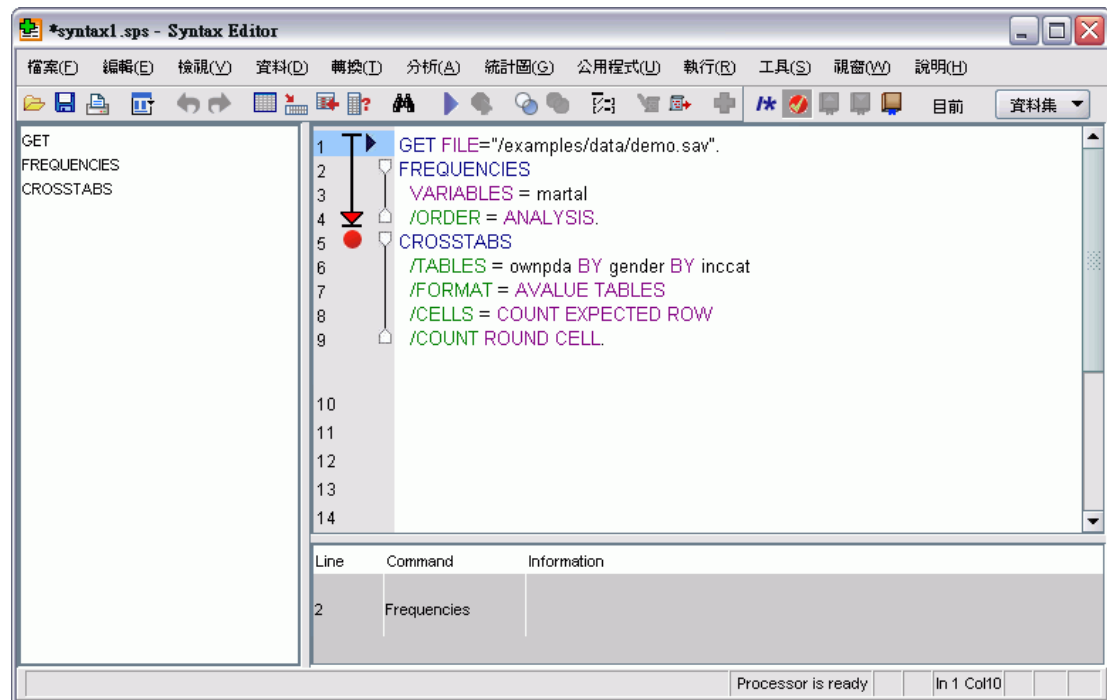 *syntax1.sps - Syntax Editor
檔案(F) 編輯(E) 檢視(V) 資料(D) 轉換(T) 分析(A) 統計圖(G) 公用程式(U) 執行(R) 工具(S) 視窗(W) 說明(H)
目前 資料集
GET
FREQUENCIES
CROSSTABS
1 GET FILE="/examples/data/demo.sav".
2 FREQUENCIES
3 VARIABLES = martal
4 /ORDER = ANALYSIS.
5 CROSSTABS
6 /TABLES = ownpda BY gender BY inccat
7 /FORMAT = AVALUE TABLES
8 /CELLS = COUNT EXPECTED ROW
9 /COUNT ROUND CELL.
10
11
12
13
14
Line Command Information
2 Frequencies
Processor is ready In 1 Col10